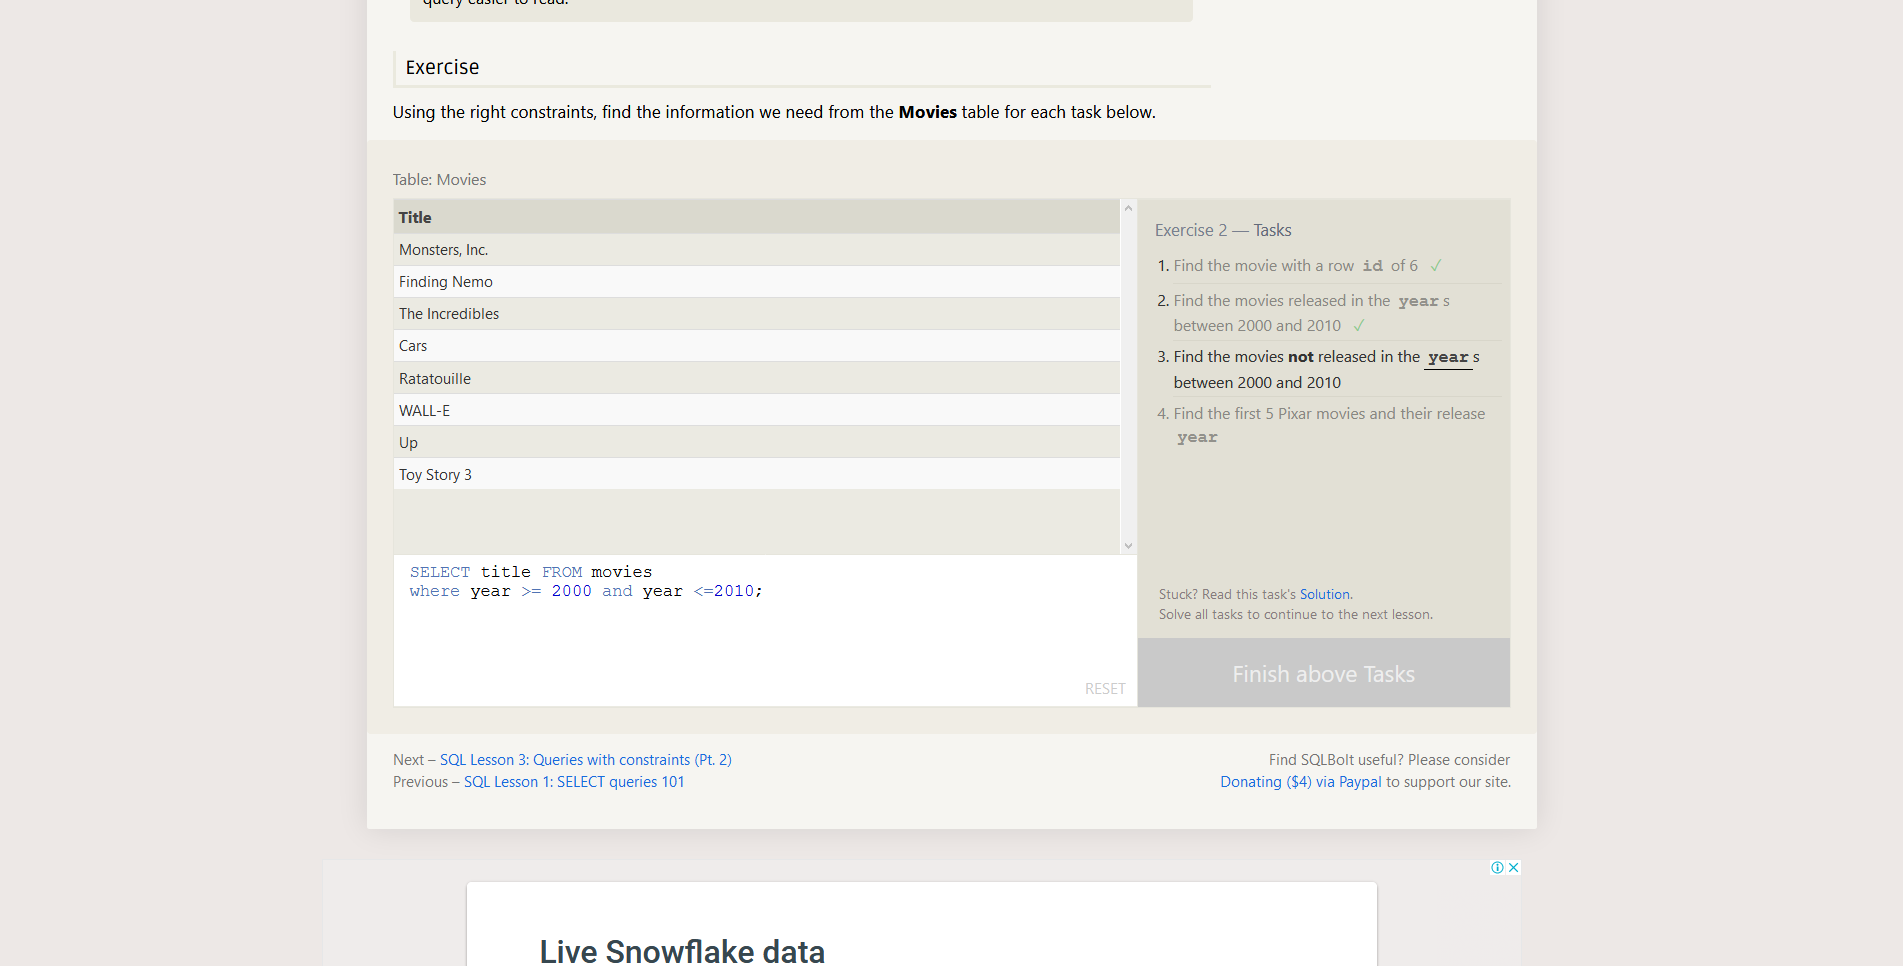 query easier to read.
Exercise
Using the right constraints, find the information we need from the Movies table for each task below.
Table: Movies
Title
Monsters, Inc.
Finding Nemo
The Incredibles
Cars
Ratatouille
WALL-E
Up
Toy Story 3
SELECT title FROM movies
where year >= 2000 and year <=2010;
RESET
Exercise 2 — Tasks
1. Find the movie with a row id of 6 ✓
2. Find the movies released in the year s
between 2000 and 2010 ✓
3. Find the movies not released in the year s
between 2000 and 2010
4. Find the first 5 Pixar movies and their release
year
Stuck? Read this task's Solution.
Solve all tasks to continue to the next lesson.
Finish above Tasks
Next – SQL Lesson 3: Queries with constraints (Pt. 2)
Previous – SQL Lesson 1: SELECT queries 101
Find SQLBolt useful? Please consider
Donating ($4) via Paypal to support our site.
Live Snowflake data